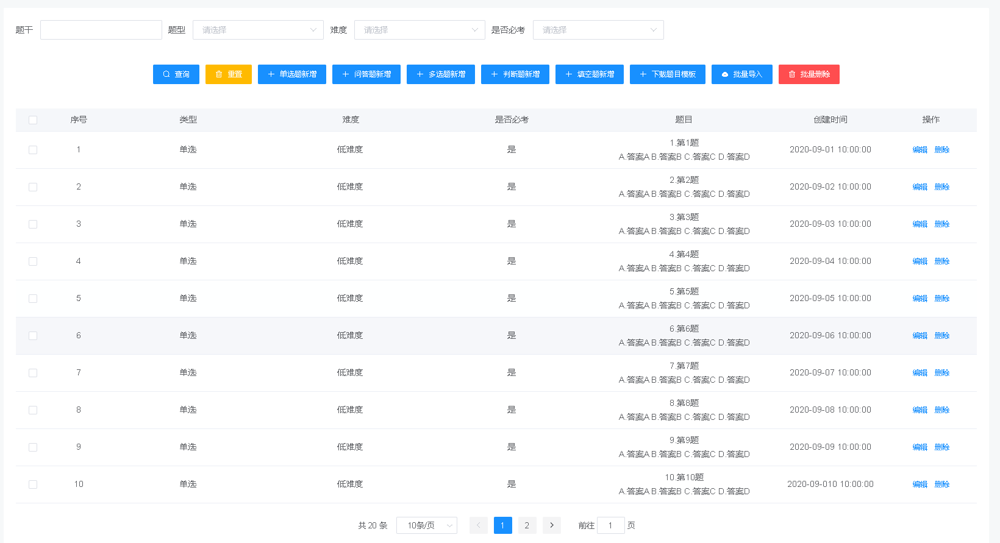 题干 题型 请选择 难度 请选择 是否必考 请选择
查询 重置 单选题新增 问答题新增 多选题新增 判断题新增 填空题新增 下载题目模板 批量导入 批量删除
序号 类型 难度 是否必考 题目 创建时间 操作
1 单选 低难度 是 1.第1题 2020-09-01 10:00:00 编辑 删除
A.答案A B.答案B C.答案C D.答案D
2 单选 低难度 是 2.第2题 2020-09-02 10:00:00 编辑 删除
A.答案A B.答案B C.答案C D.答案D
3 单选 低难度 是 3.第3题 2020-09-03 10:00:00 编辑 删除
A.答案A B.答案B C.答案C D.答案D
4 单选 低难度 是 4.第4题 2020-09-04 10:00:00 编辑 删除
A.答案A B.答案B C.答案C D.答案D
5 单选 低难度 是 5.第5题 2020-09-05 10:00:00 编辑 删除
A.答案A B.答案B C.答案C D.答案D
6 单选 低难度 是 6.第6题 2020-09-06 10:00:00 编辑 删除
A.答案A B.答案B C.答案C D.答案D
7 单选 低难度 是 7.第7题 2020-09-07 10:00:00 编辑 删除
A.答案A B.答案B C.答案C D.答案D
8 单选 低难度 是 8.第8题 2020-09-08 10:00:00 编辑 删除
A.答案A B.答案B C.答案C D.答案D
9 单选 低难度 是 9.第9题 2020-09-09 10:00:00 编辑 删除
A.答案A B.答案B C.答案C D.答案D
10 单选 低难度 是 10.第10题 2020-09-010 10:00:00 编辑 删除
A.答案A B.答案B C.答案C D.答案D
共 20 条 10条/页 1 2 前往 1 页